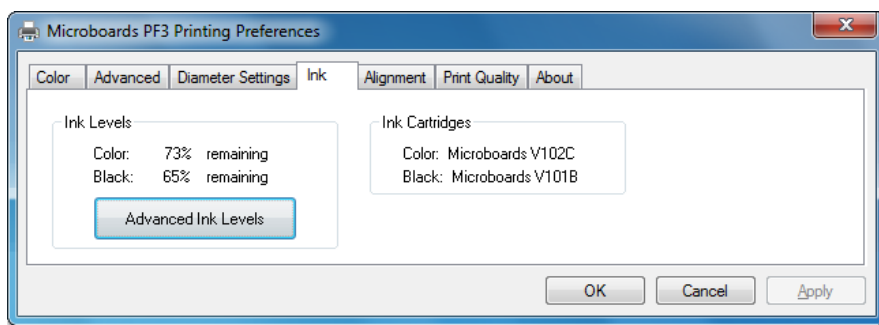 Microboards PF3 Printing Preferences
Color Advanced Diameter Settings Ink Alignment Print Quality About
Ink Levels
Color: 73% remaining
Black: 65% remaining
Advanced Ink Levels
Ink Cartridges
Color: Microboards V102C
Black: Microboards V101B
OK Cancel Apply